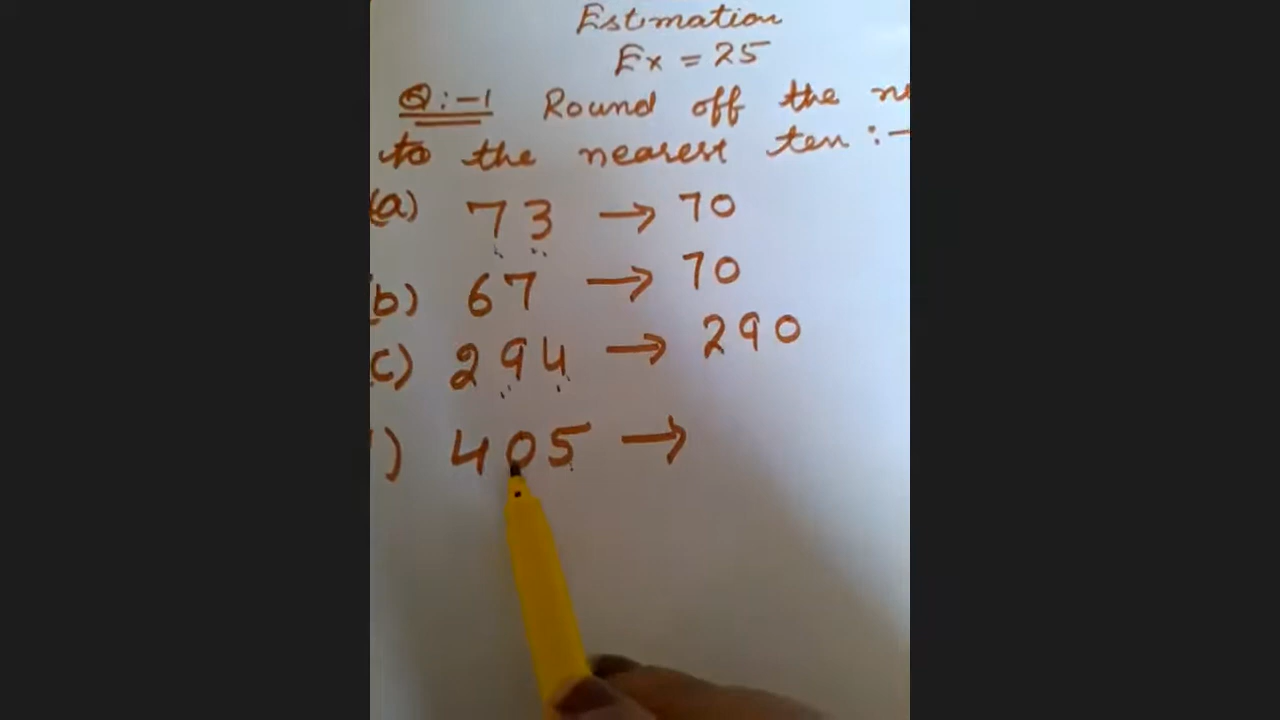 Estimation
Ex = 25
Q:-1 Round off the
to the nearest ten :-
(a) 73 → 70
(b) 67 → 70
(c) 294 → 290
) 405 →